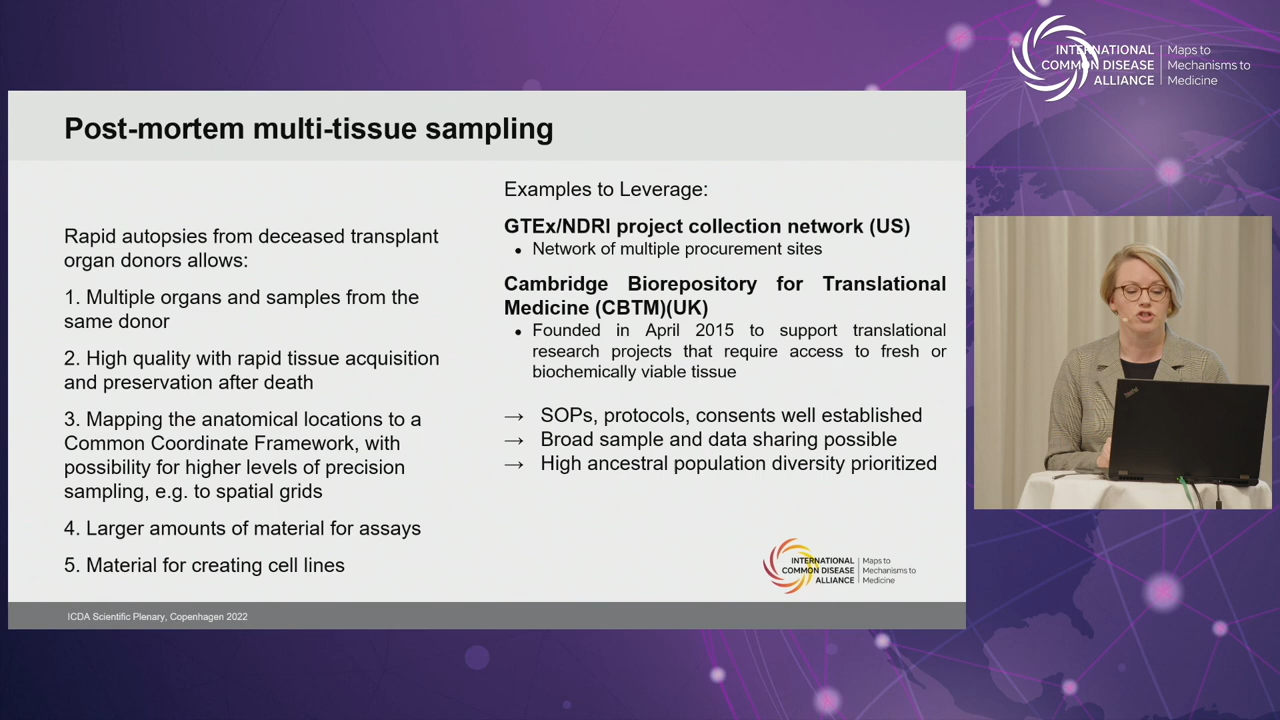 INTERNATIONAL
COMMON DISEASE
ALLIANCE
Maps to
Mechanisms to
Medicine
Post-mortem multi-tissue sampling
Rapid autopsies from deceased transplant
organ donors allows:
1. Multiple organs and samples from the
same donor
2. High quality with rapid tissue acquisition
and preservation after death
3. Mapping the anatomical locations to a
Common Coordinate Framework, with
possibility for higher levels of precision
sampling, e.g. to spatial grids
4. Larger amounts of material for assays
5. Material for creating cell lines
Examples to Leverage:
GTEx/NDRI project collection network (US)
• Network of multiple procurement sites
Cambridge Biorepository for Translational
Medicine (CBTM)(UK)
• Founded in April 2015 to support translational
research projects that require access to fresh or
biochemically viable tissue
→ SOPs, protocols, consents well established
→ Broad sample and data sharing possible
→ High ancestral population diversity prioritized
INTERNATIONAL
COMMON DISEASE
ALLIANCE
Maps to
Mechanisms to
Medicine
ICDA Scientific Plenary, Copenhagen 2022
ThinkPad